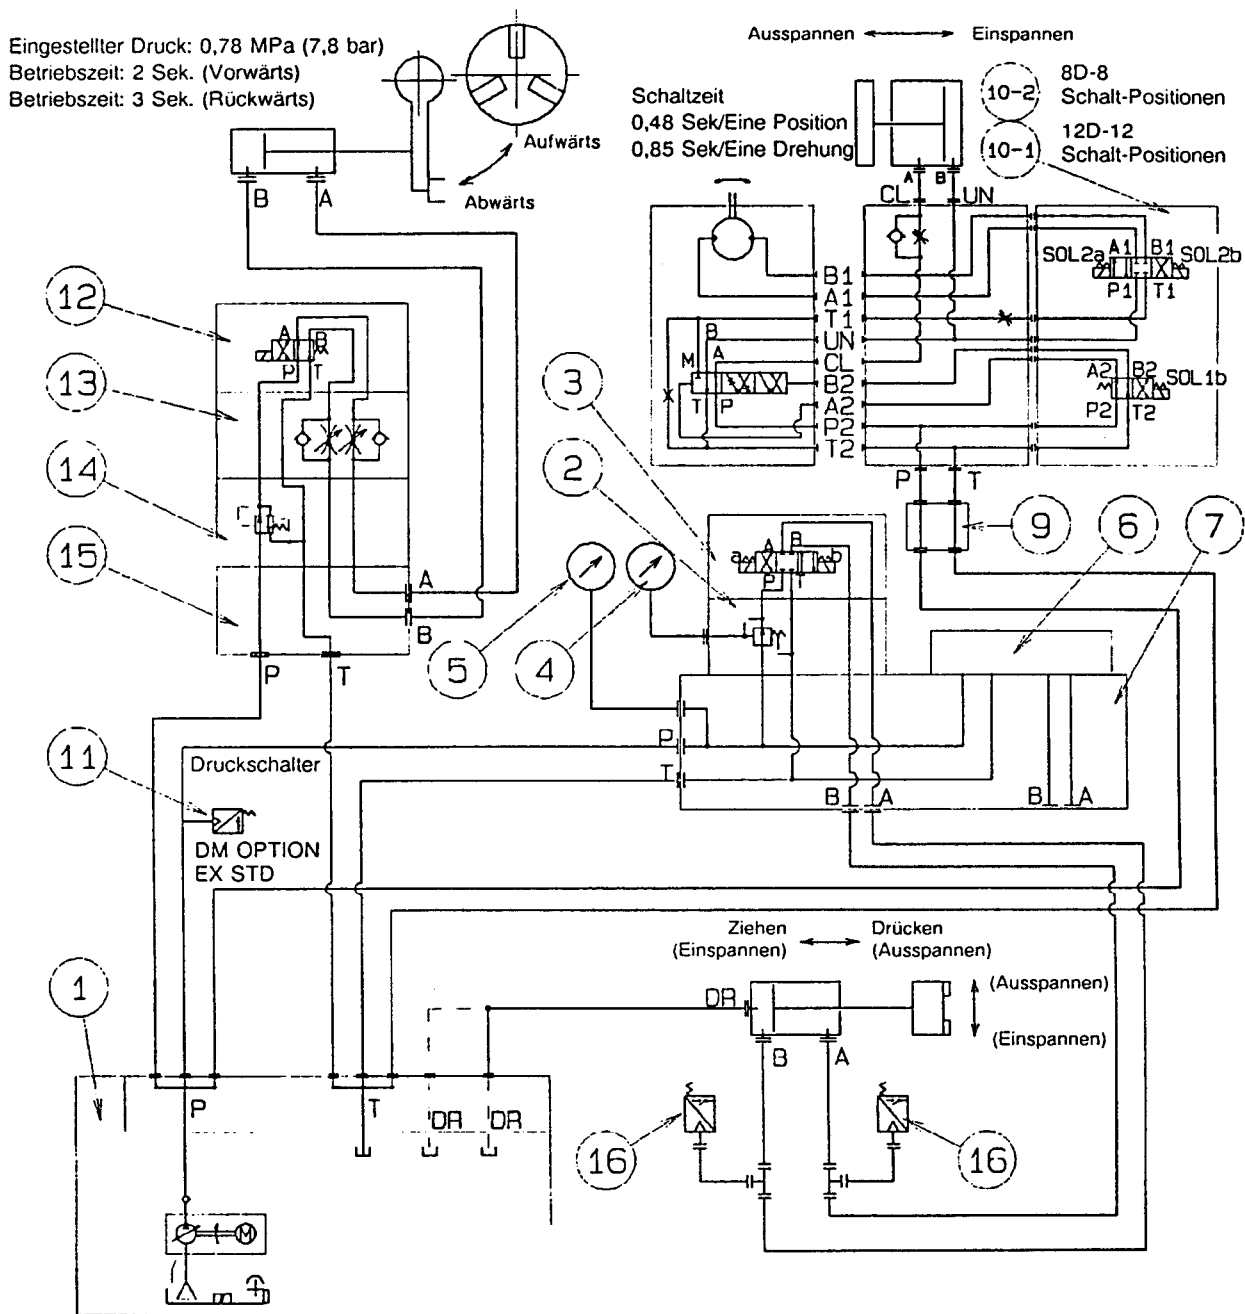 Eingestellter Druck: 0,78 MPa (7,8 bar)
Betriebszeit: 2 Sek. (Vorwärts)
Betriebszeit: 3 Sek. (Rückwärts)
Aufwärts
Abwärts
B A
Ausspannen Einspannen
Schaltzeit
0,48 Sek/Eine Position
0,85 Sek/Eine Drehung
10-2
8D-8
Schalt-Positionen
10-1
12D-12
Schalt-Positionen
A B
CL UN
SOL2a A1 B1 SOL2b
P1 T1
B1
A1
T1
UN
CL
B2
A2
P2
T2
B
M A
T P
A2 B2
SOL1b
P2 T2
P T
12
A B
P T
13
14
15
A
B
P T
3
2
9
6
7
5
4
a A B b
P T
P
T
B A
B A
11
Druckschalter
DM OPTION
EX STD
1
P
T
DR DR
M
Ziehen
(Einspannen)
Drücken
(Ausspannen)
DR
B A
(Ausspannen)
(Einspannen)
16
16